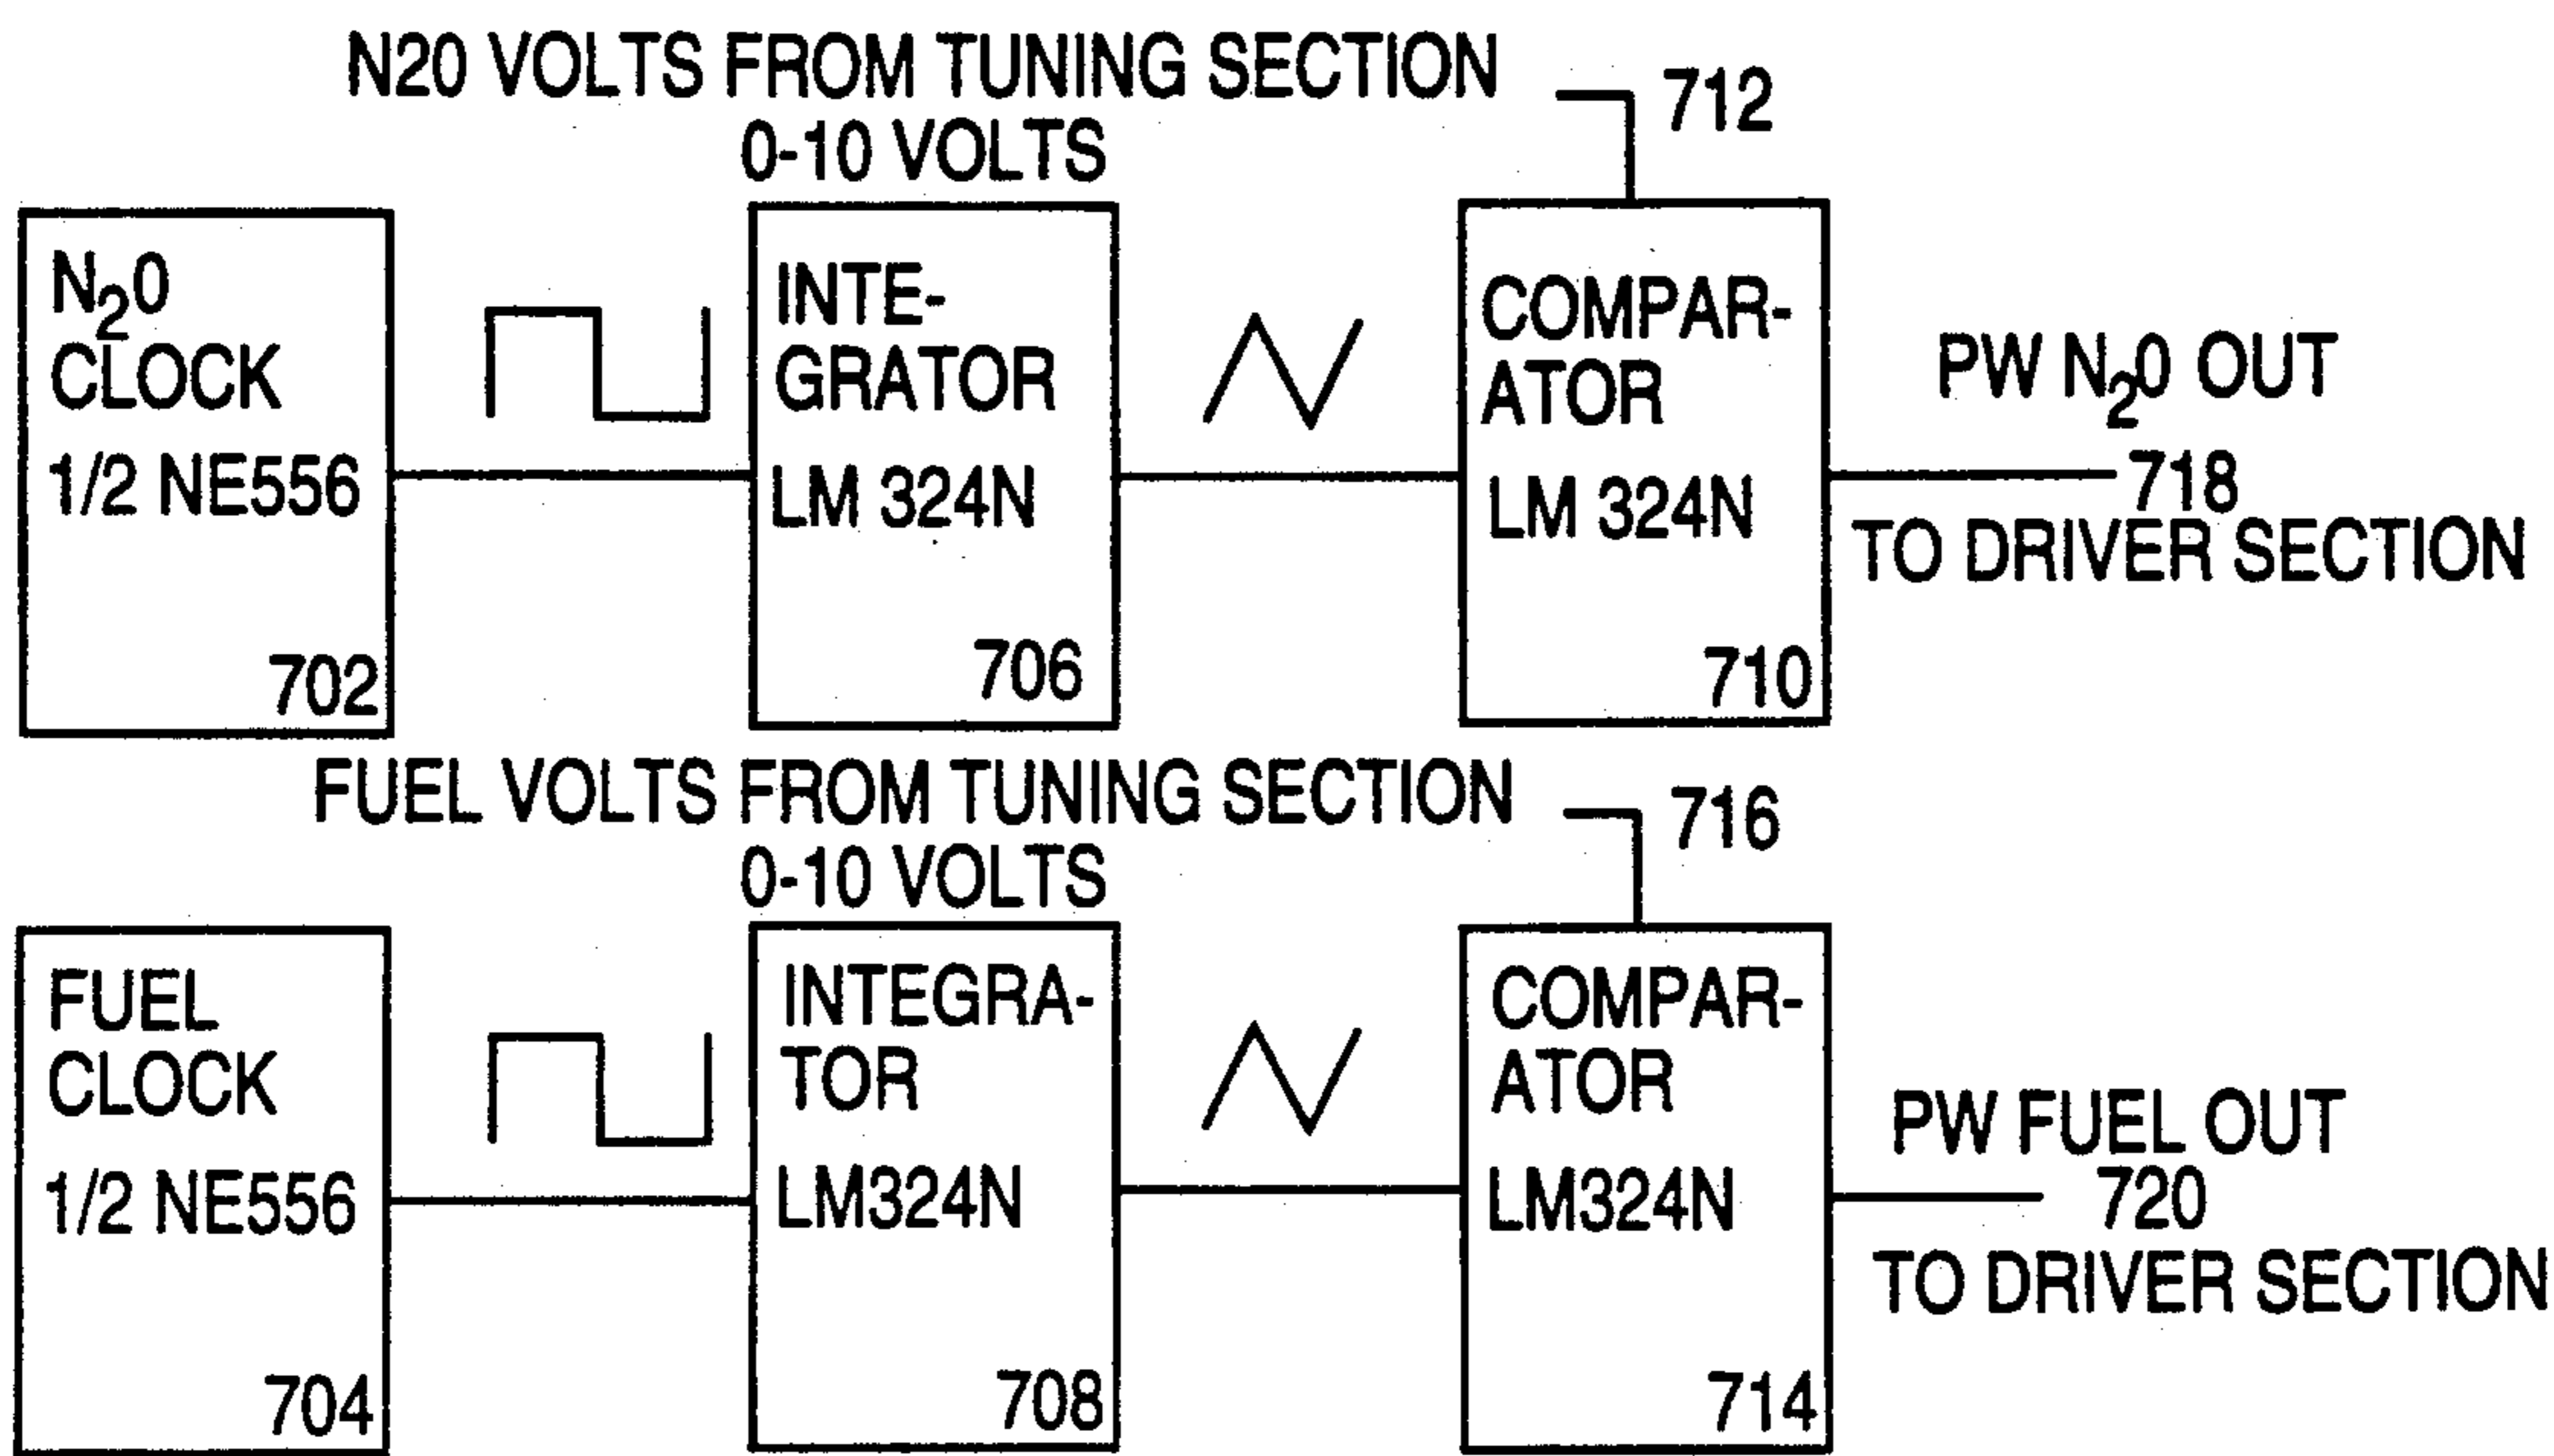 N20 VOLTS FROM TUNING SECTION
0-10 VOLTS
712
N₂0
CLOCK
1/2 NE556
702
INTE-
GRATOR
LM 324N
706
COMPAR-
ATOR
LM 324N
710
PW N₂0 OUT
718
TO DRIVER SECTION
FUEL VOLTS FROM TUNING SECTION
0-10 VOLTS
716
FUEL
CLOCK
1/2 NE556
704
INTEGRA-
TOR
LM324N
708
COMPAR-
ATOR
LM324N
714
PW FUEL OUT
720
TO DRIVER SECTION